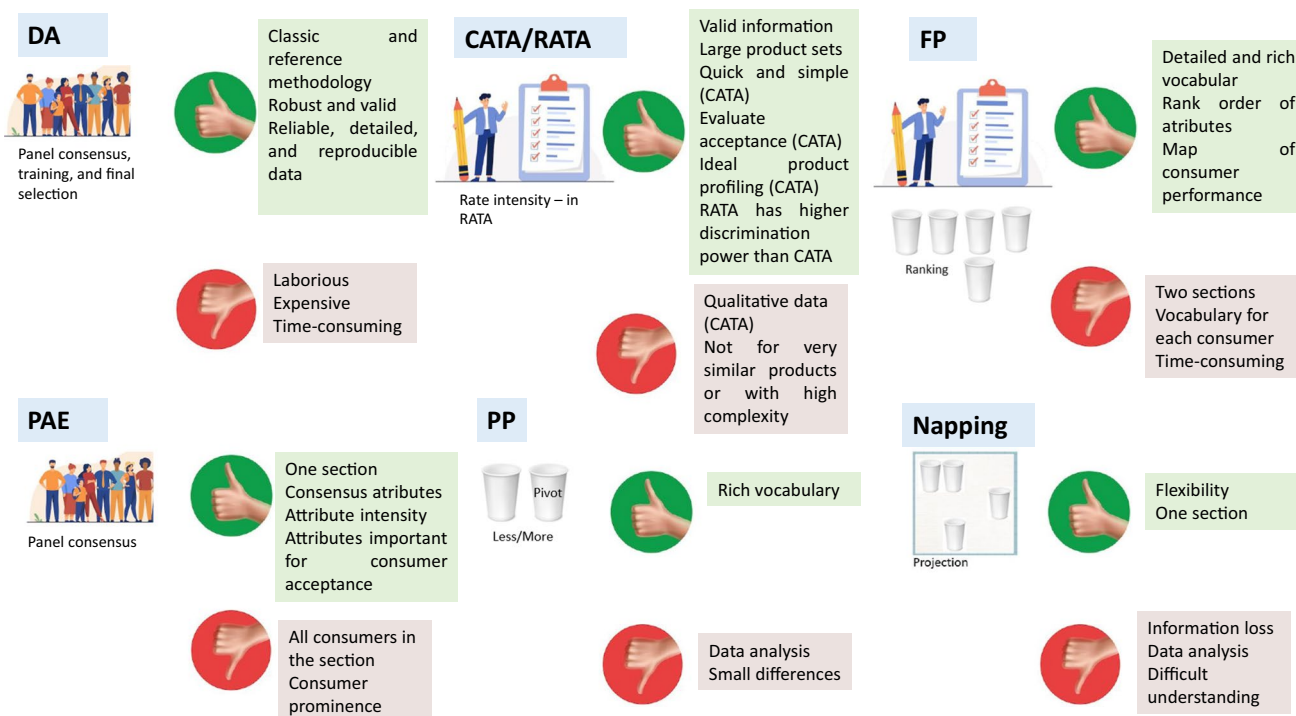 DA
Panel consensus,
training, and final
selection
Classic and
reference
methodology
Robust and valid
Reliable, detailed,
and reproducible
data
Laborious
Expensive
Time-consuming
CATA/RATA
Rate intensity – in
RATA
Valid information
Large product sets
Quick and simple
(CATA)
Evaluate
acceptance (CATA)
Ideal product
profiling (CATA)
RATA has higher
discrimination
power than CATA
Qualitative data
(CATA)
Not for very
similar products
or with high
complexity
FP
Ranking
Detailed and rich
vocabular
Rank order of
atributes
Map of
consumer
performance
Two sections
Vocabulary for
each consumer
Time-consuming
PAE
Panel consensus
One section
Consensus atributes
Attribute intensity
Attributes important
for consumer
acceptance
All consumers in
the section
Consumer
prominence
PP
Pivot
Less/More
Rich vocabulary
Data analysis
Small differences
Napping
Projection
Flexibility
One section
Information loss
Data analysis
Difficult
understanding